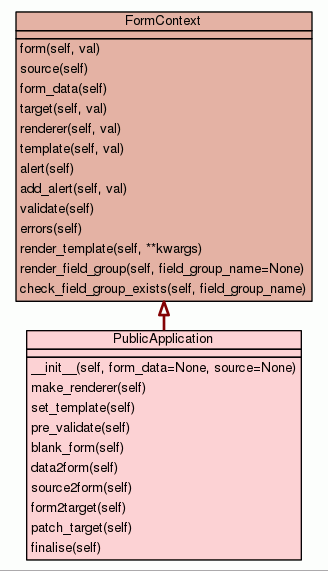 FormContext
form(self, val)
source(self)
form_data(self)
target(self, val)
renderer(self, val)
template(self, val)
alert(self)
add_alert(self, val)
validate(self)
errors(self)
render_template(self, **kwargs)
render_field_group(self, field_group_name=None)
check_field_group_exists(self, field_group_name)
PublicApplication
__init__(self, form_data=None, source=None)
make_renderer(self)
set_template(self)
pre_validate(self)
blank_form(self)
data2form(self)
source2form(self)
form2target(self)
patch_target(self)
finalise(self)